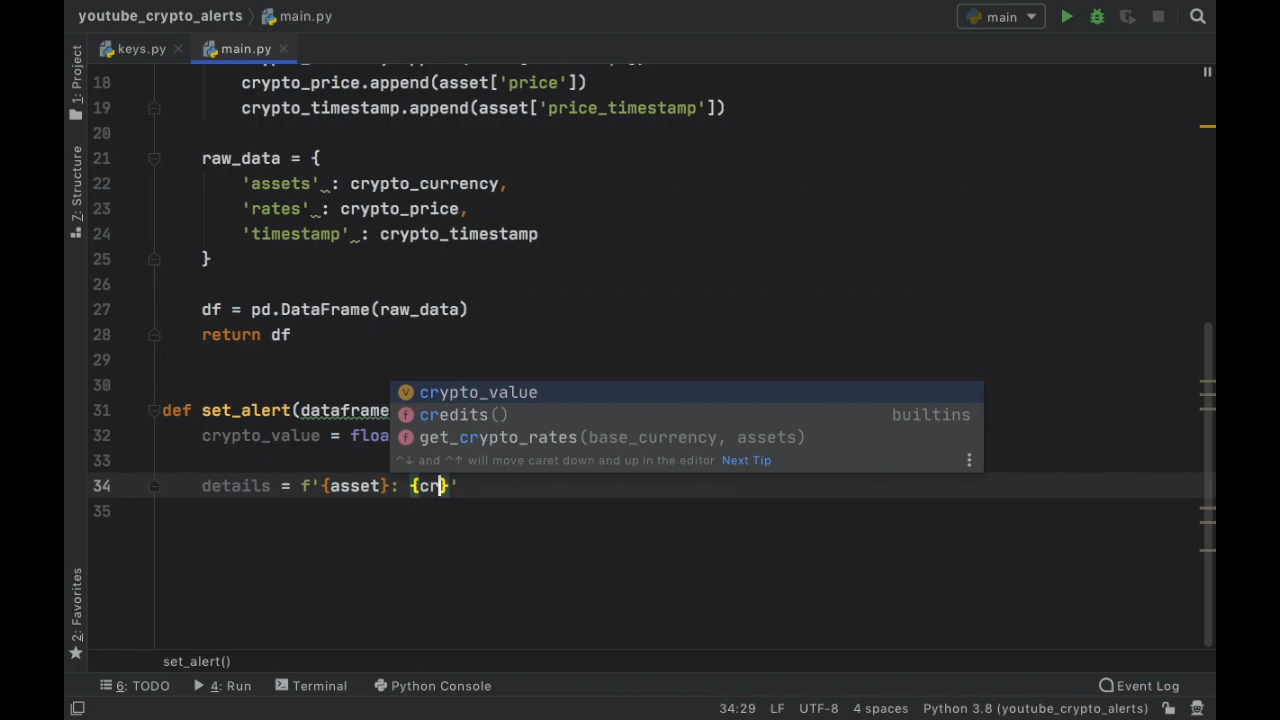 youtube_crypto_alerts main.py main
keys.py main.py
1: Project
7: Structure
2: Favorites
18 crypto_price.append(asset['price'])
19 crypto_timestamp.append(asset['price_timestamp'])
20
21 raw_data = {
22 'assets' : crypto_currency,
23 'rates' : crypto_price,
24 'timestamp' : crypto_timestamp
25 }
26
27 df = pd.DataFrame(raw_data)
28 return df
29
30
31 def set_alert(dataframe
32 crypto_value = floa
33
34 details = f'{asset}: {cr}'
35
crypto_value
credits() builtins
get_crypto_rates(base_currency, assets)
^↓ and ^↑ will move caret down and up in the editor Next Tip
set_alert()
6: TODO 4: Run Terminal Python Console Event Log
34:29 LF UTF-8 4 spaces Python 3.8 (youtube_crypto_alerts)